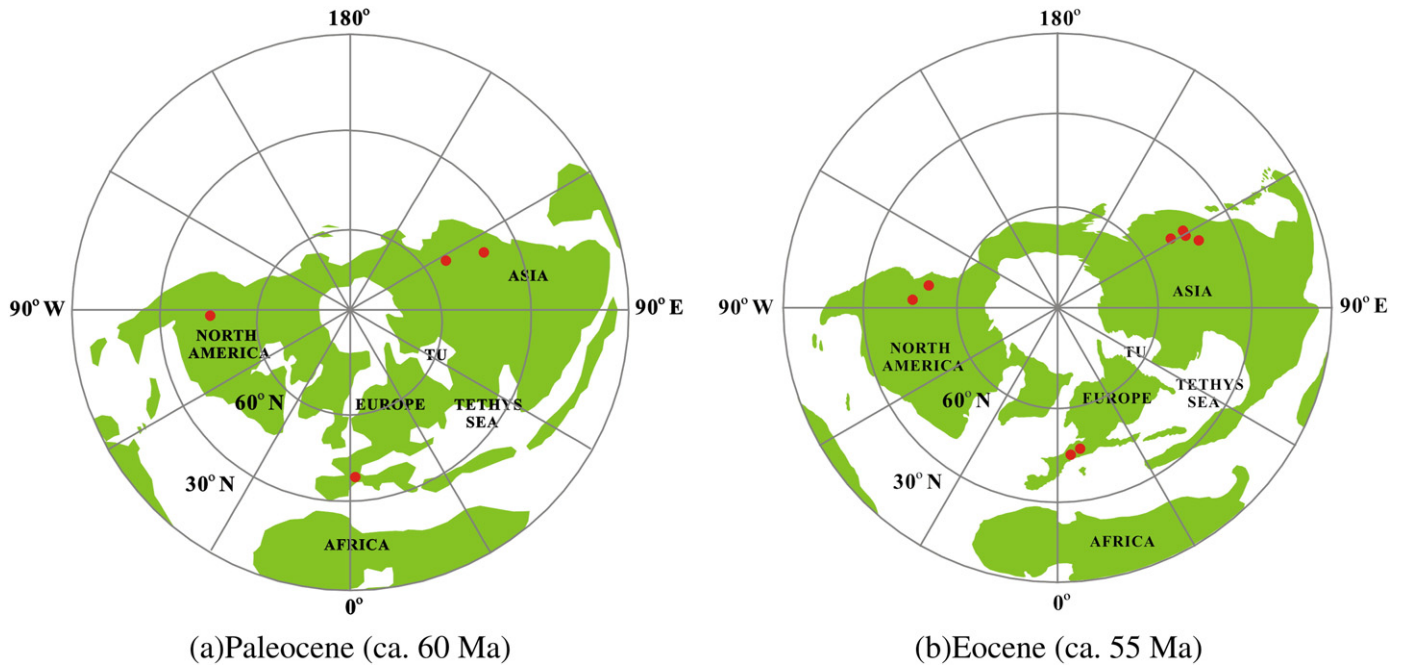 180°
90° W
90° E
ASIA
NORTH
AMERICA
TU
60° N
EUROPE
TETHYS
SEA
30° N
AFRICA
0°
(a)Paleocene (ca. 60 Ma)
180°
90° W
90° E
ASIA
NORTH
AMERICA
TU
60° N
EUROPE
TETHYS
SEA
30° N
AFRICA
0°
(b)Eocene (ca. 55 Ma)